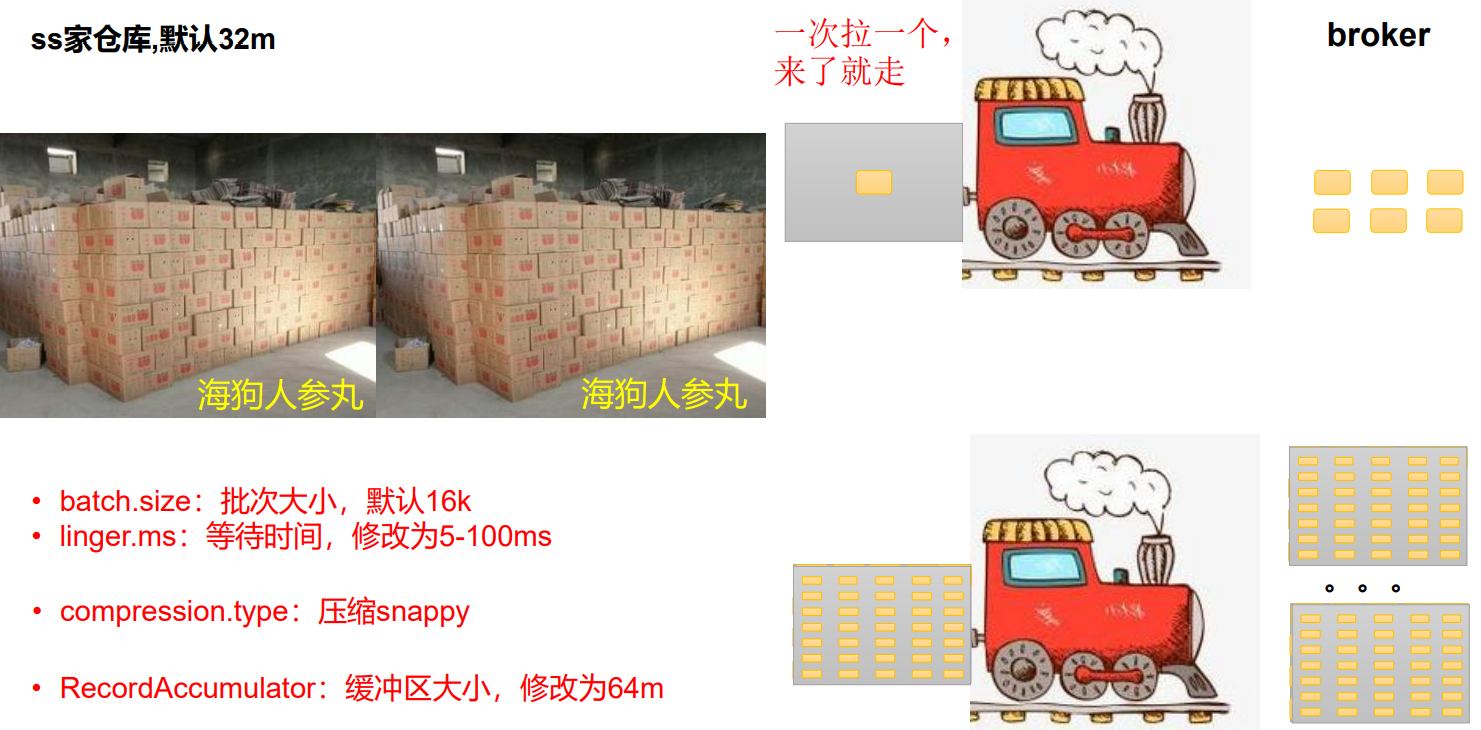 ss家仓库,默认32m
一次拉一个，
来了就走
broker
海狗人参丸
海狗人参丸
• batch.size：批次大小，默认16k
• linger.ms：等待时间，修改为5-100ms
• compression.type：压缩snappy
• RecordAccumulator：缓冲区大小，修改为64m
。。。